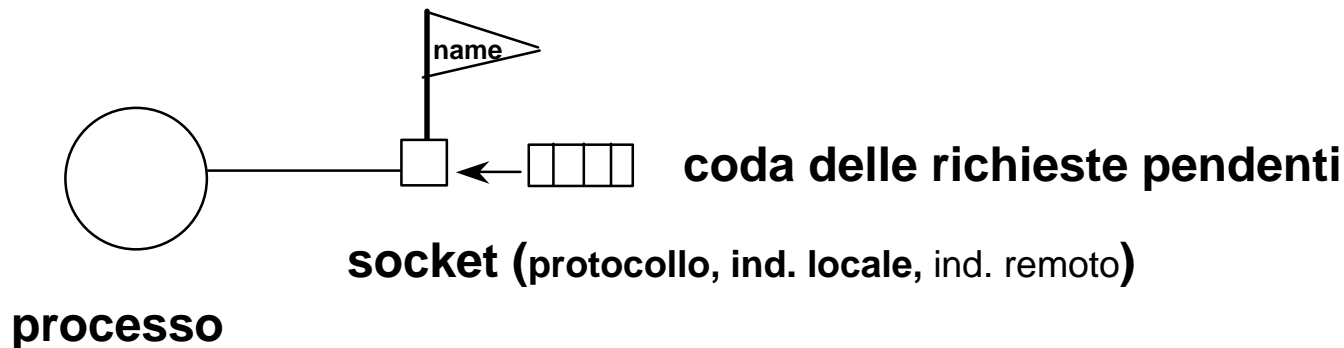 name
coda delle richieste pendenti
socket (protocollo, ind. locale, ind. remoto)
processo